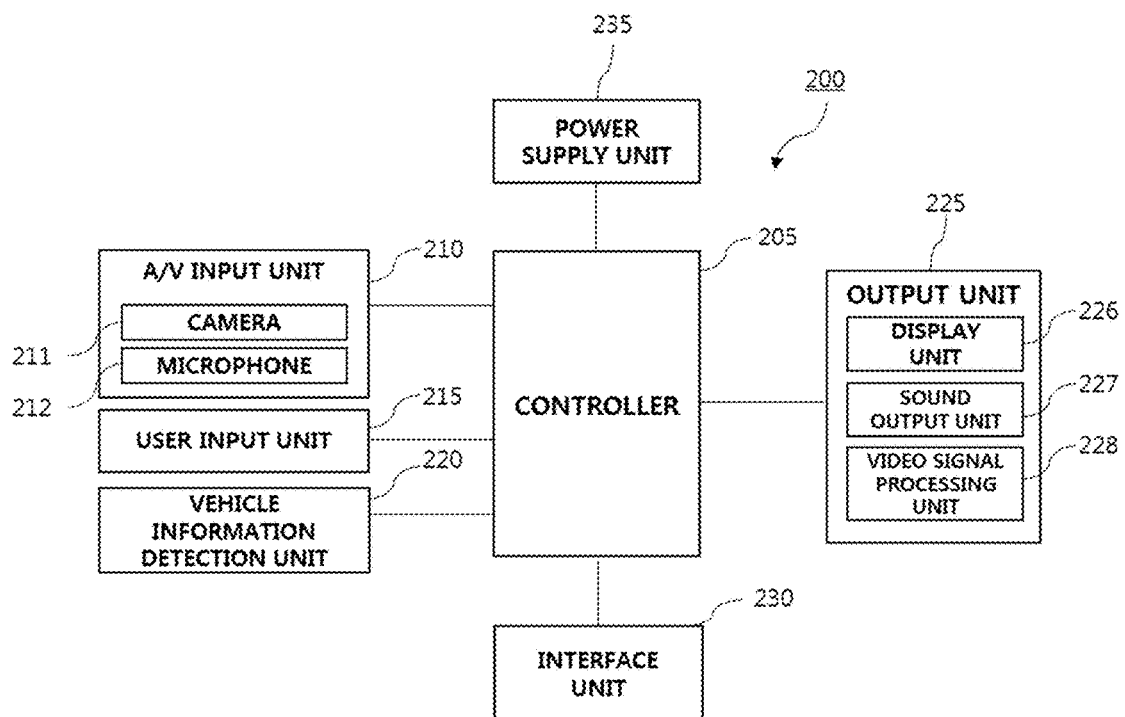 235
200
POWER
SUPPLY UNIT
225
210
205
A/V INPUT UNIT
OUTPUT UNIT
CAMERA
211
DISPLAY
UNIT
226
MICROPHONE
212
215
CONTROLLER
SOUND
OUTPUT UNIT
227
USER INPUT UNIT
220
228
VIDEO SIGNAL
PROCESSING
UNIT
VEHICLE
INFORMATION
DETECTION UNIT
230
INTERFACE
UNIT